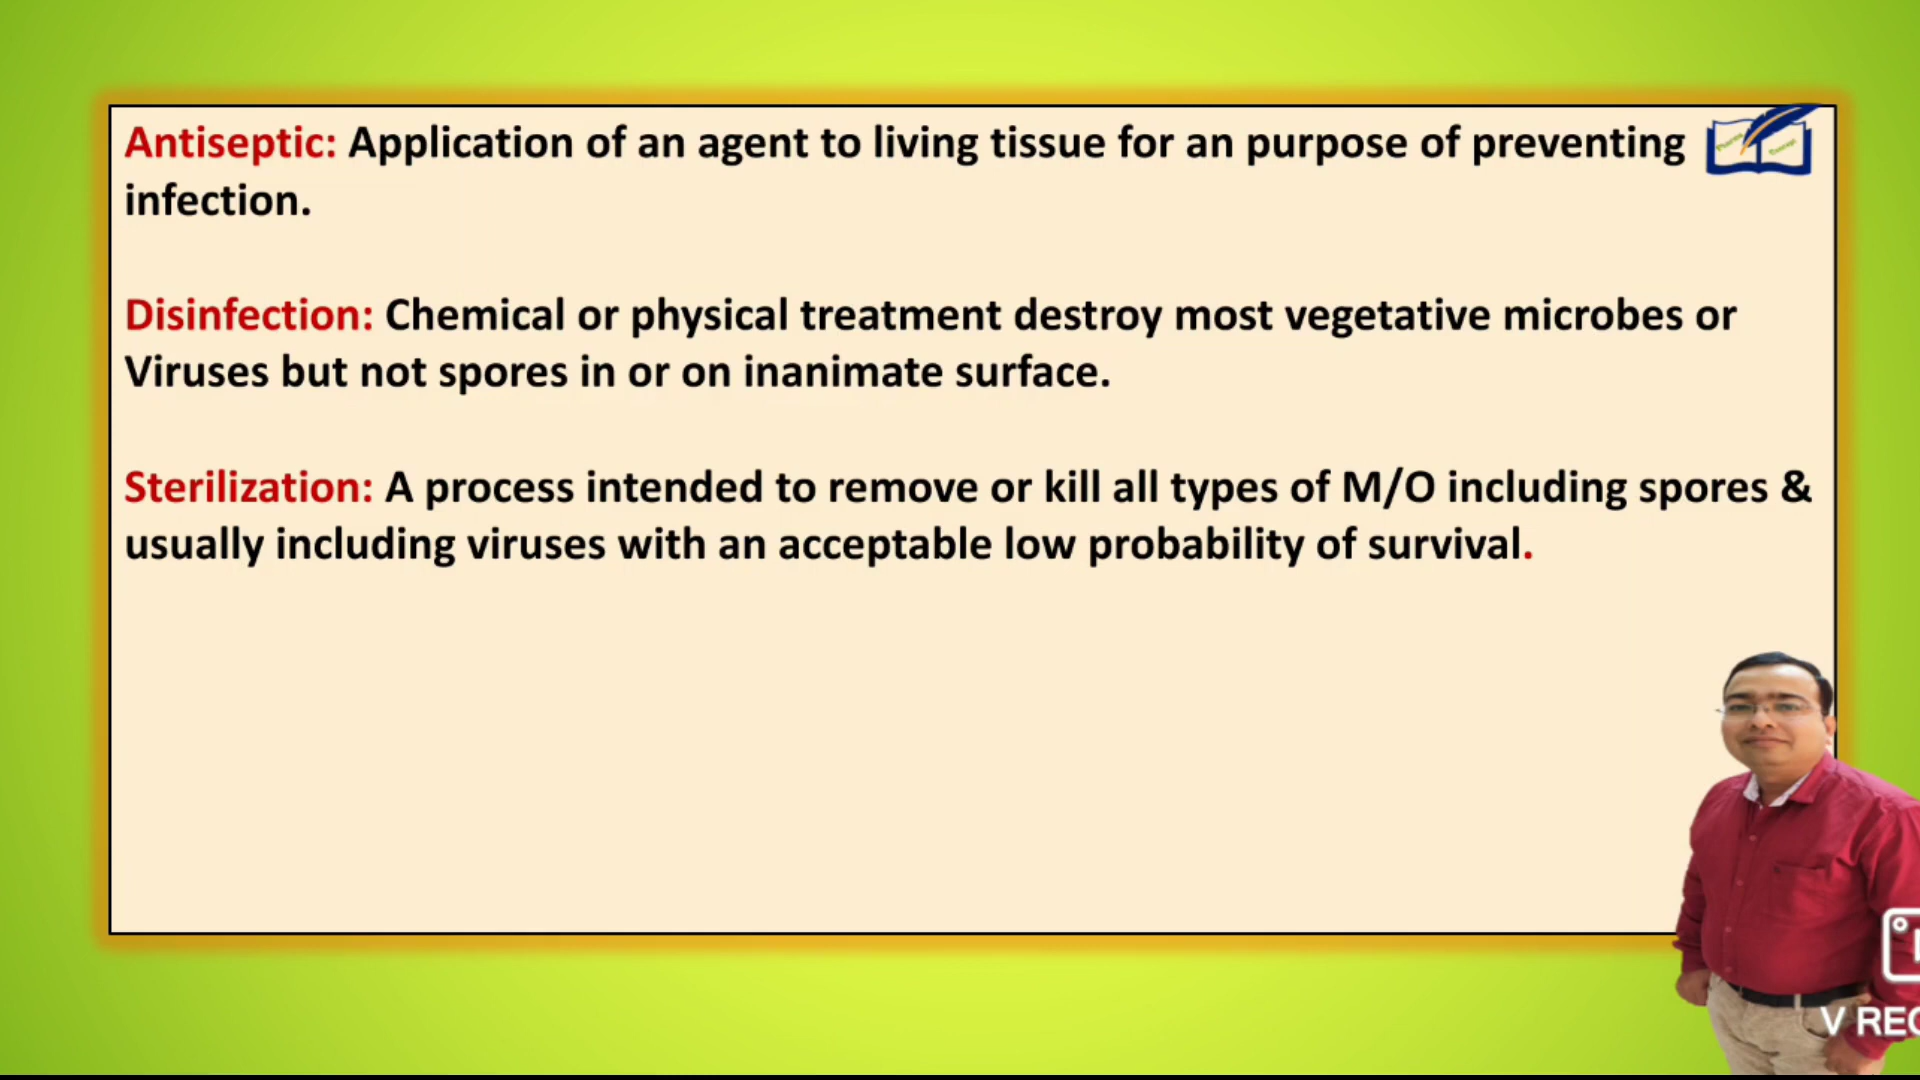 Antiseptic: Application of an agent to living tissue for an purpose of preventing
infection.
Disinfection: Chemical or physical treatment destroy most vegetative microbes or
Viruses but not spores in or on inanimate surface.
Sterilization: A process intended to remove or kill all types of M/O including spores &
usually including viruses with an acceptable low probability of survival.
V REC